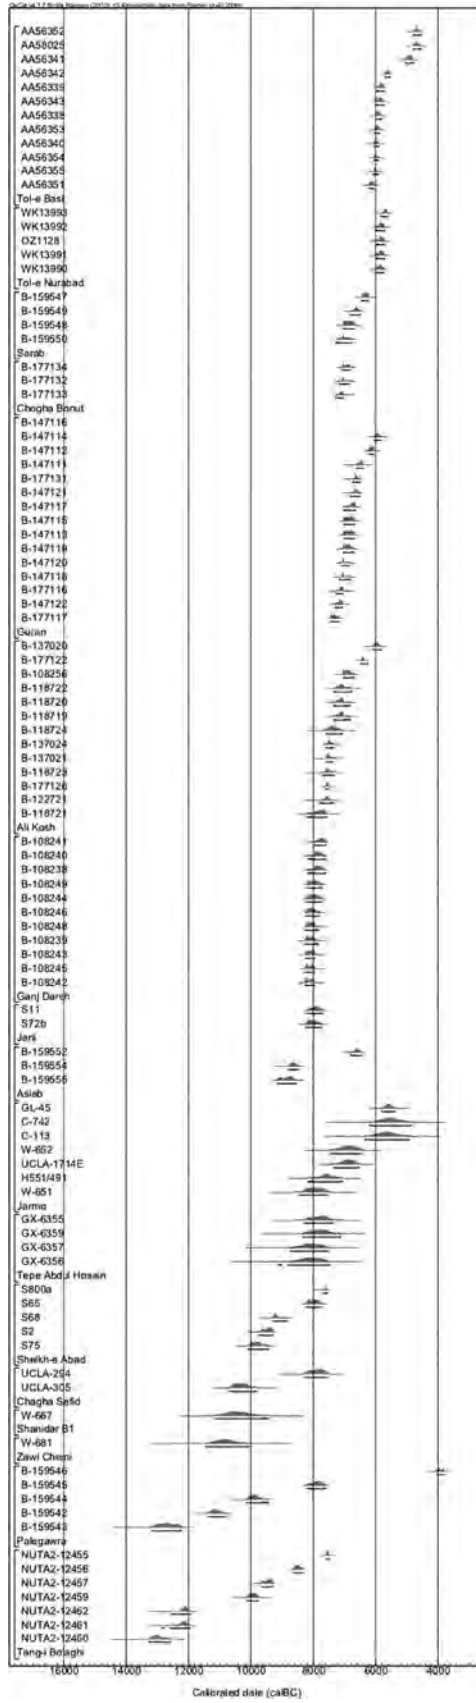 AA56352
AA58025
AA56341
AA56342
AA56339
AA56343
AA56338
AA56353
AA56340
AA56354
AA56355
AA56351
Tol-e Basi
WK13993
WK13992
OZ1128
WK13991
WK13990
Tol-e Nurabad
B-159547
B-159549
B-159548
B-159550
Sarab
B-177134
B-177132
B-177133
Chogha Bonut
B-147116
B-147114
B-147112
B-147111
B-177131
B-147121
B-147117
B-147115
B-147113
B-147119
B-147120
B-147118
B-177116
B-147122
B-177117
Guran
B-137020
B-177122
B-108256
B-118722
B-118720
B-118719
B-118724
B-137024
B-137021
B-118723
B-177126
B-122721
B-118721
Ali Kosh
B-108241
B-108240
B-108238
B-108249
B-108244
B-108246
B-108248
B-108239
B-108243
B-108245
B-108242
Ganj Dareh
S11
S72b
Jani
B-159552
B-159554
B-159555
Asiab
GL-45
C-742
C-113
W-652
UCLA-1714E
H551/491
W-651
Jarmo
GX-6355
GX-6359
GX-6357
GX-6356
Tepe Abdul Hosein
S800a
S65
S68
S2
S75
Sheikh-e Abad
UCLA-294
UCLA-305
Chagha Sefid
W-667
Shanidar B1
W-681
Zawi Chemi
B-159546
B-159545
B-159544
B-159542
B-159543
Palegawra
NUTA2-12455
NUTA2-12456
NUTA2-12457
NUTA2-12459
NUTA2-12462
NUTA2-12461
NUTA2-12460
Tang-i Bolaghi
16000 14000 12000 10000 8000 6000 4000
Calibrated date (calBC)